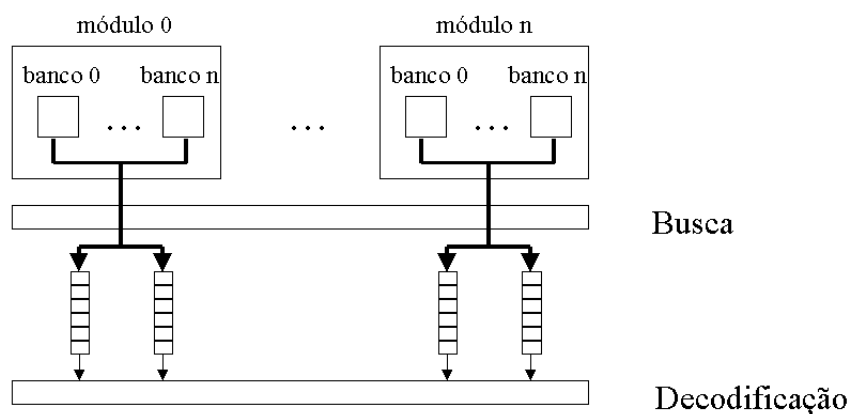 módulo 0
módulo n
banco 0 banco n
banco 0 banco n
...
...
...
Busca
Decodificação